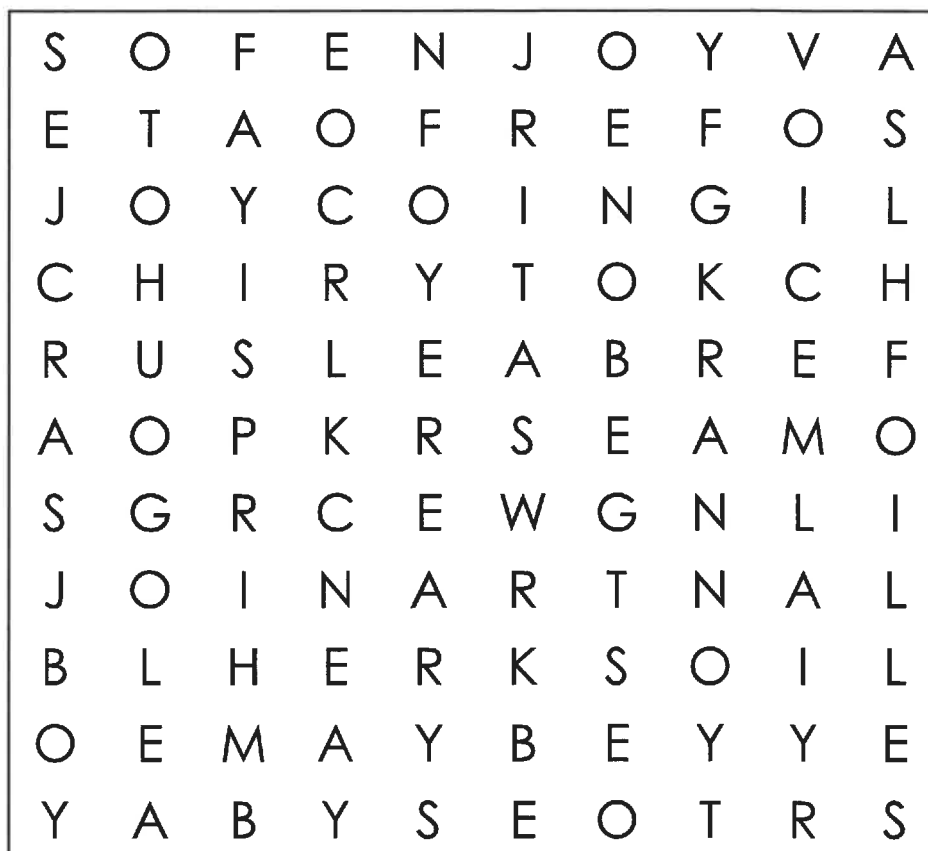 S O F E N J O Y V A
E T A O F R E F O S
J O Y C O I N G I L
C H I R Y T O K C H
R U S L E A B R E F
A O P K R S E A M O
S G R C E W G N L I
J O I N A R T N A L
B L H E R K S O I L
O E M A Y B E Y Y E
Y A B Y S E O T R S